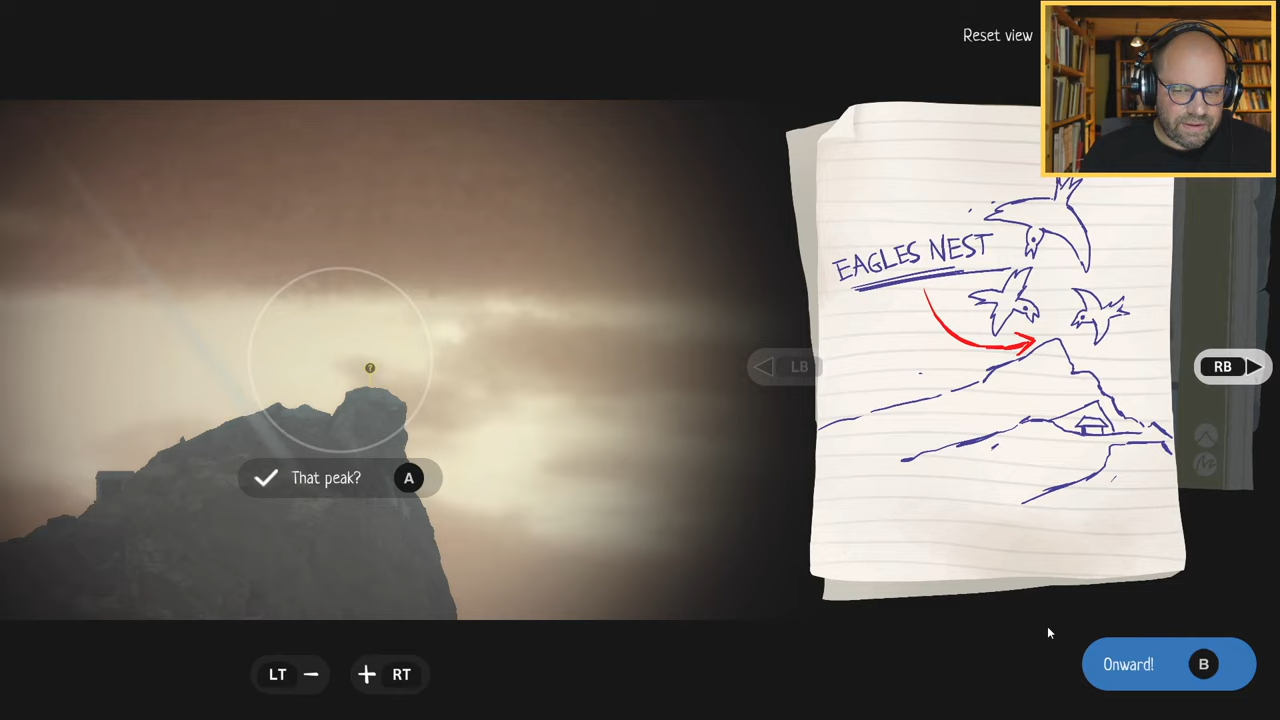 Reset view
EAGLES NEST
?
LB
RB
That peak? A
LT
RT
Onward! B